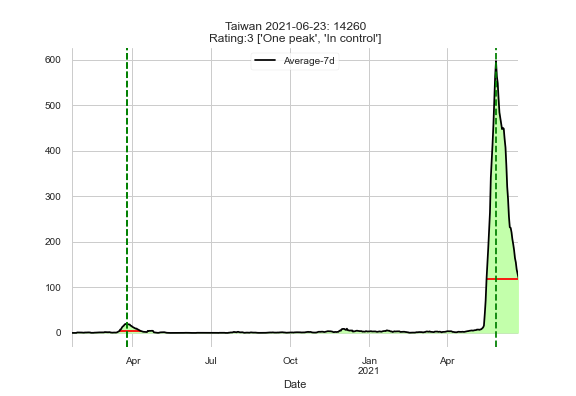 Taiwan 2021-06-23: 14260
Rating:3 ['One peak', 'In control']
Average-7d
600
500
400
300
200
100
0
Apr
Jul
Oct
Jan
2021
Apr
Date